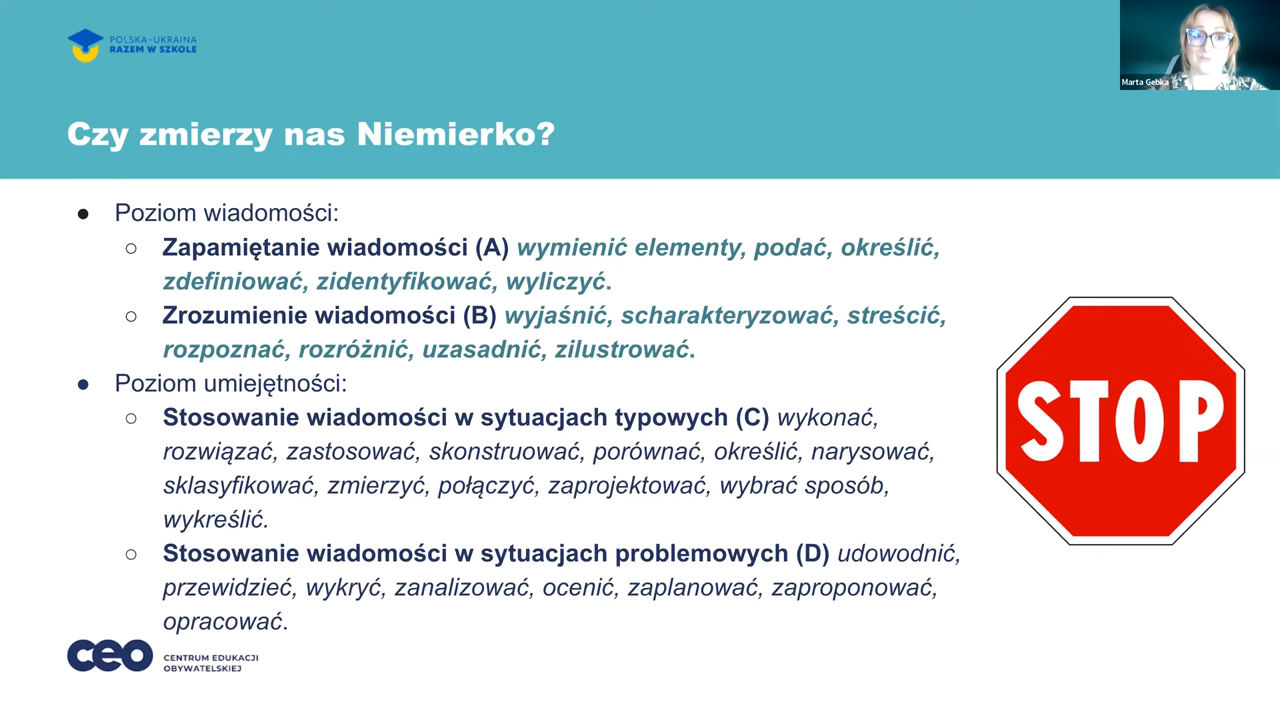 POLSKA-UKRAINA
RAZEM W SZKOLE
Marta Gębka
Czy zmierzy nas Niemierko?
● Poziom wiadomości:
○ Zapamiętanie wiadomości (A) wymienić elementy, podać, określić,
zdefiniować, zidentyfikować, wyliczyć.
○ Zrozumienie wiadomości (B) wyjaśnić, scharakteryzować, streścić,
rozpoznać, rozróżnić, uzasadnić, zilustrować.
● Poziom umiejętności:
○ Stosowanie wiadomości w sytuacjach typowych (C) wykonać,
rozwiązać, zastosować, skonstruować, porównać, określić, narysować,
sklasyfikować, zmierzyć, połączyć, zaprojektować, wybrać sposób,
wykreślić.
○ Stosowanie wiadomości w sytuacjach problemowych (D) udowodnić,
przewidzieć, wykryć, zanalizować, ocenić, zaplanować, zaproponować,
opracować.
STOP
ceo CENTRUM EDUKACJI
OBYWATELSKIEJ